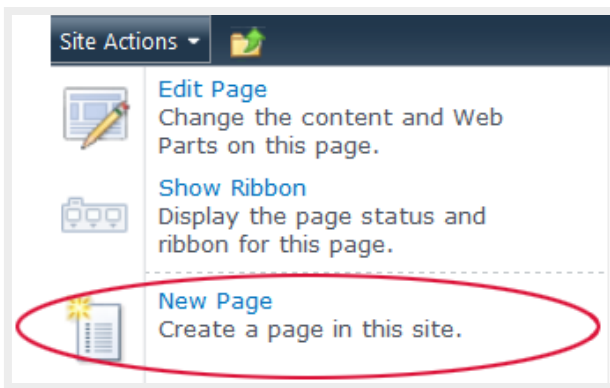 Site Actions
Edit Page
Change the content and Web
Parts on this page.
Show Ribbon
Display the page status and
ribbon for this page.
New Page
Create a page in this site.